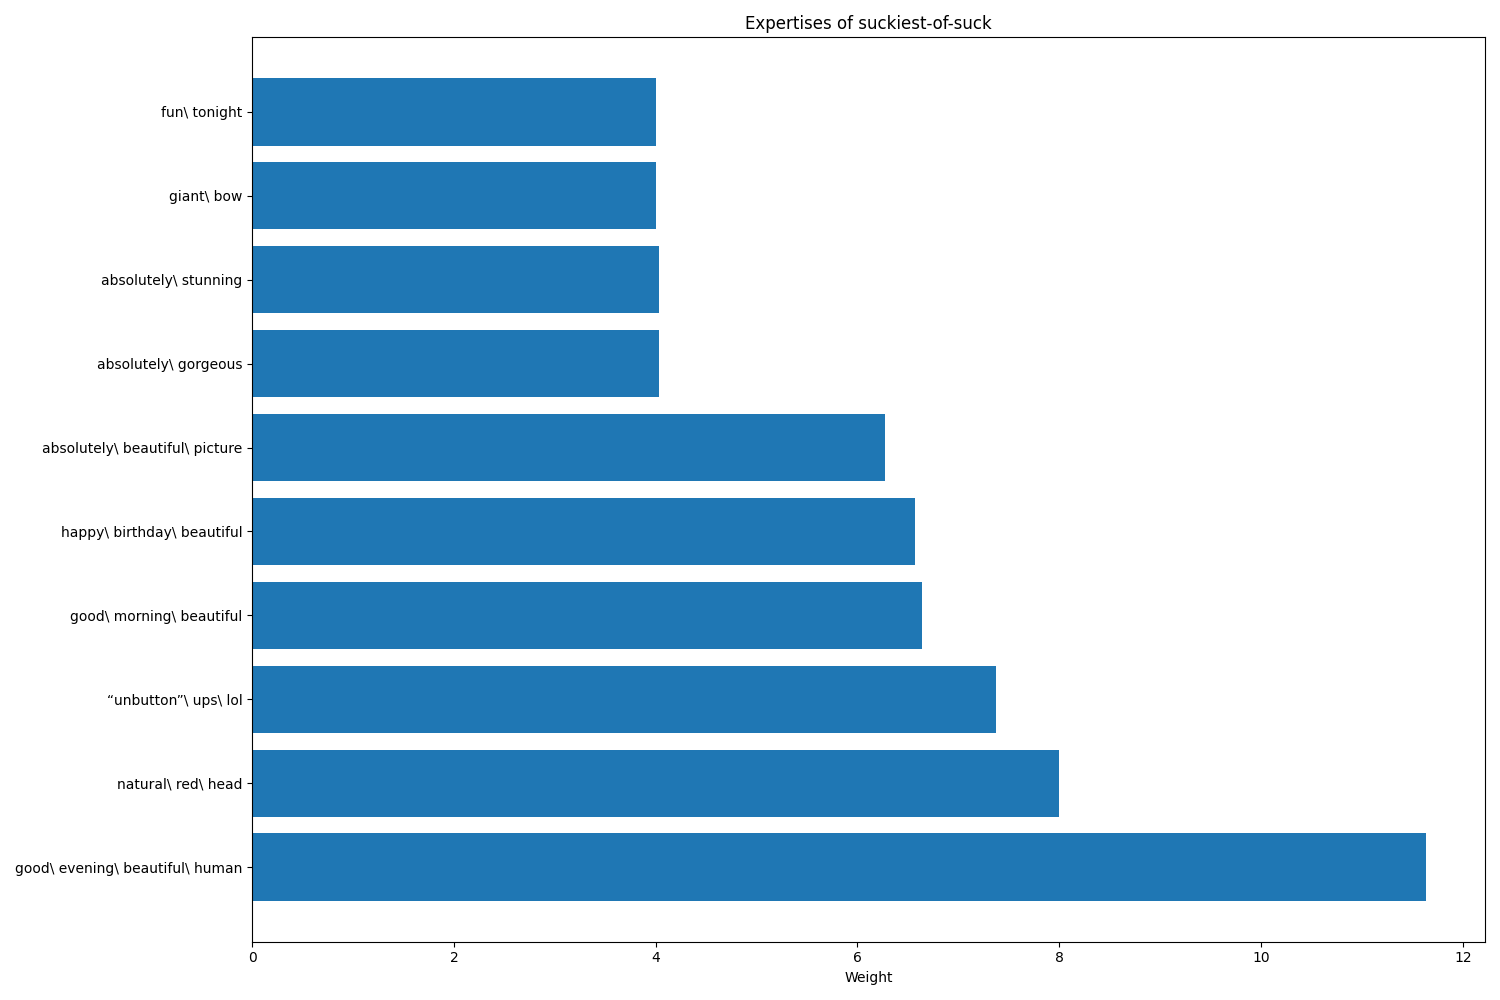 Expertises of suckiest-of-suck
fun\ tonight
giant\ bow
absolutely\ stunning
absolutely\ gorgeous
absolutely\ beautiful\ picture
happy\ birthday\ beautiful
good\ morning\ beautiful
“unbutton”\ ups\ lol
natural\ red\ head
good\ evening\ beautiful\ human
0 2 4 6 8 10 12
Weight